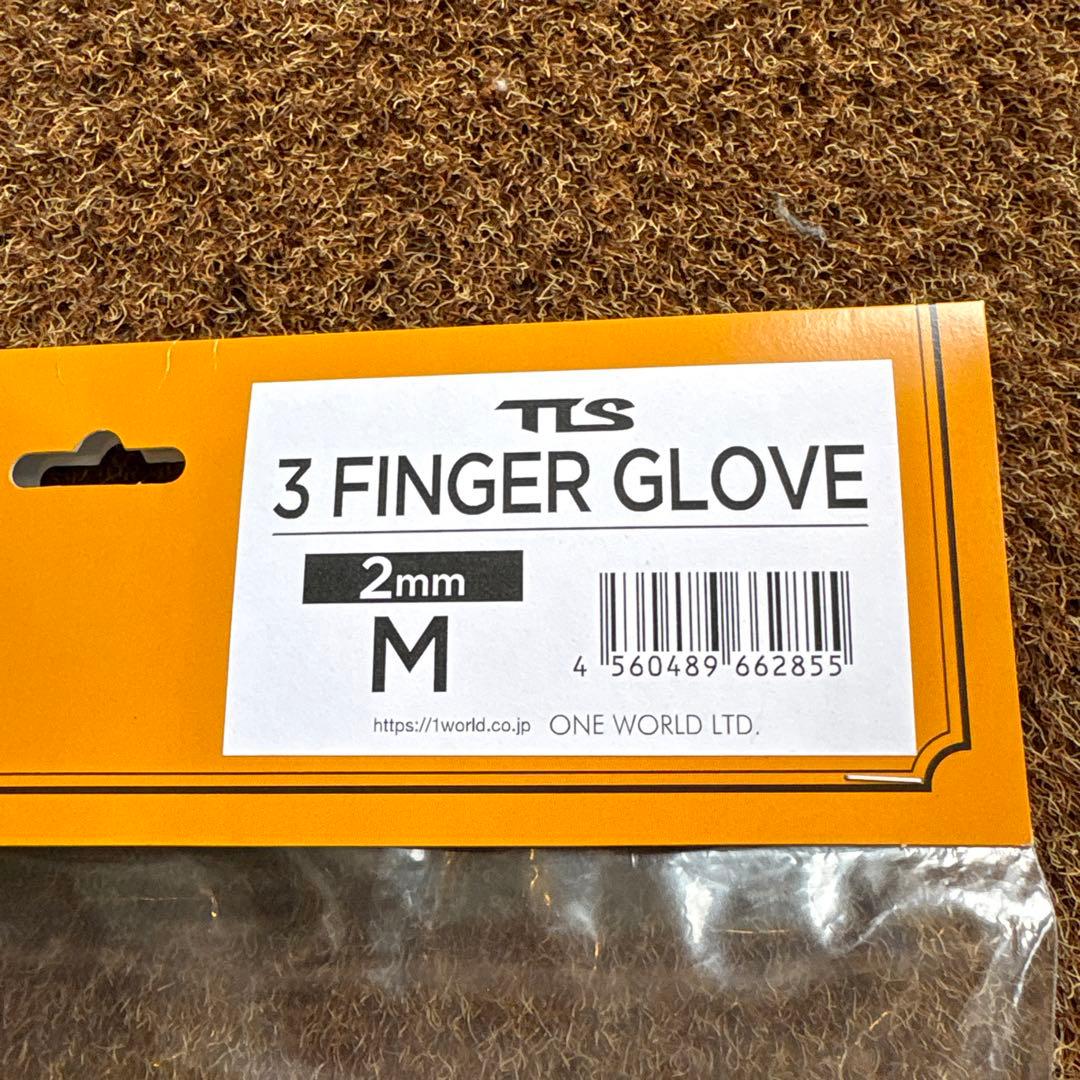 TLS
3 FINGER GLOVE
2mm
M
4 560489 662855
https://1world.co.jp ONE WORLD LTD.